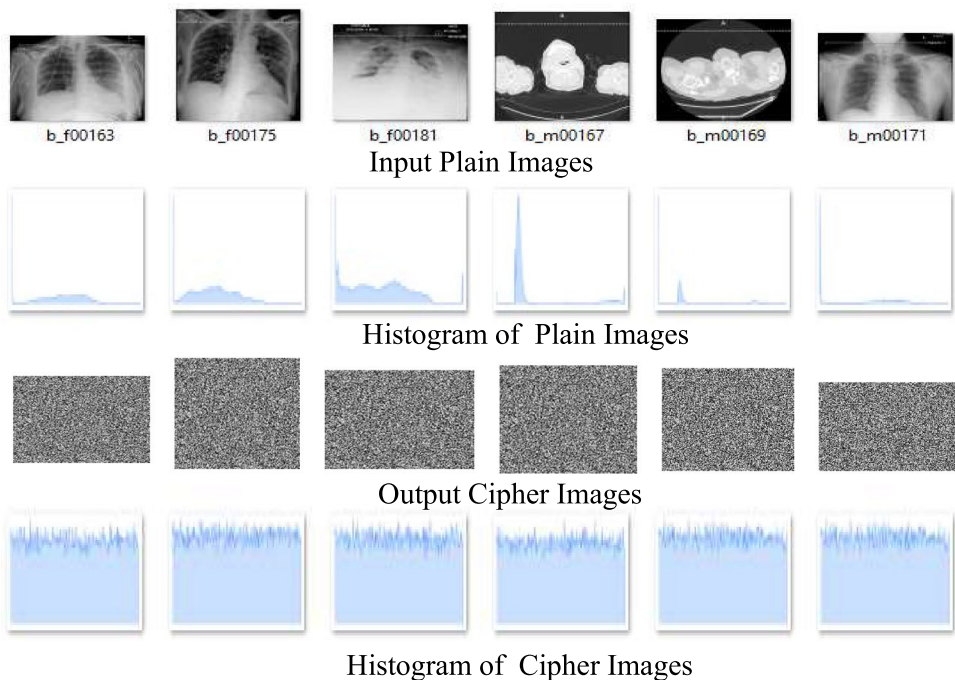 b_f00163 b_f00175 b_f00181 b_m00167 b_m00169 b_m00171
Input Plain Images
Histogram of Plain Images
Output Cipher Images
Histogram of Cipher Images